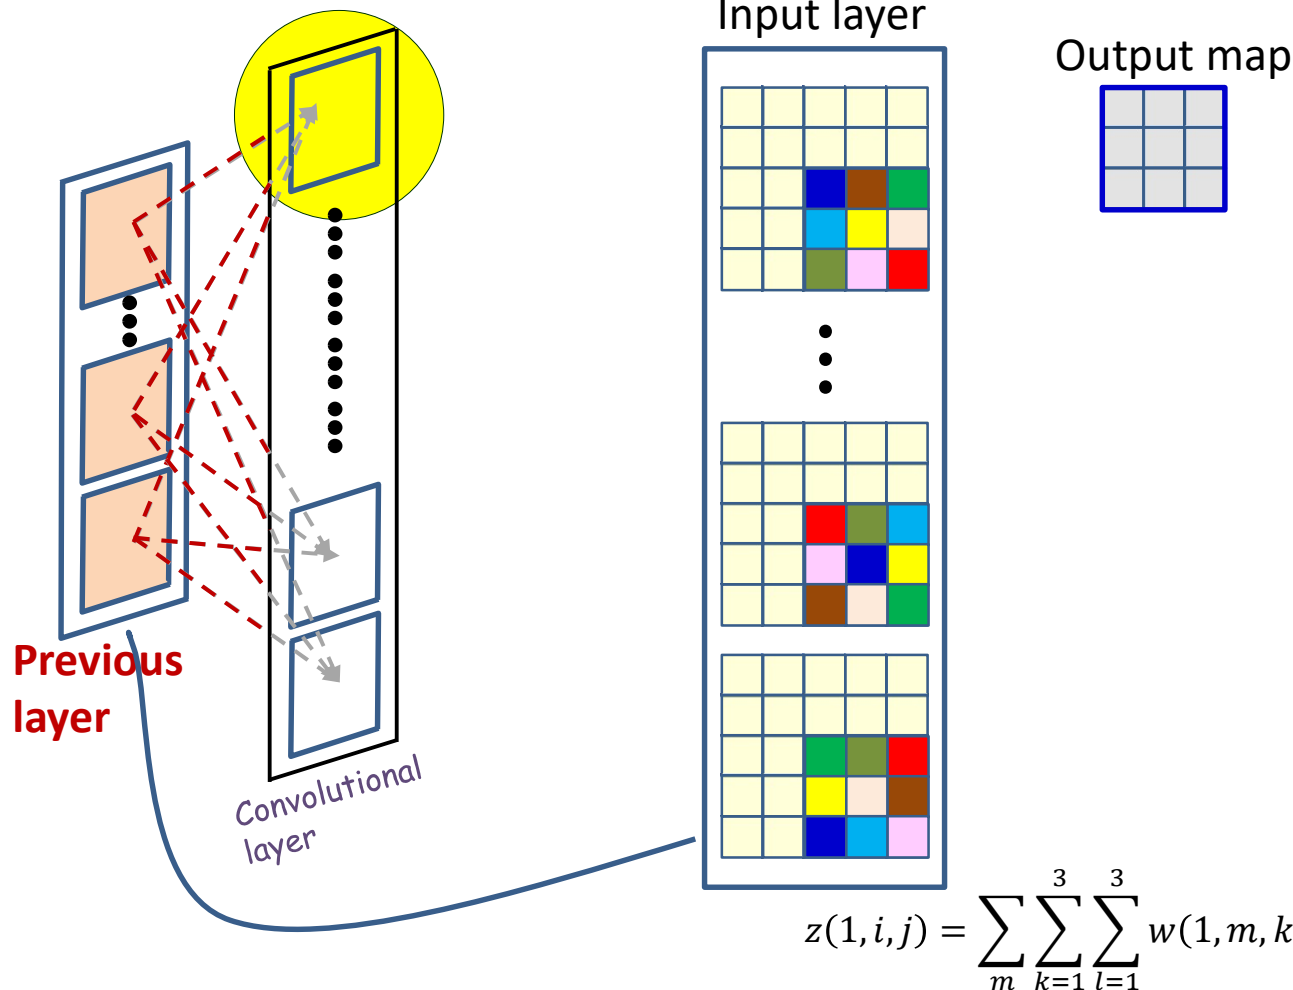 Input layer
Output map
Previous
layer
Convolutional
layer
z(1, i, j) = ∑_m ∑_{k=1}^{3} ∑_{l=1}^{3} w(1, m, k